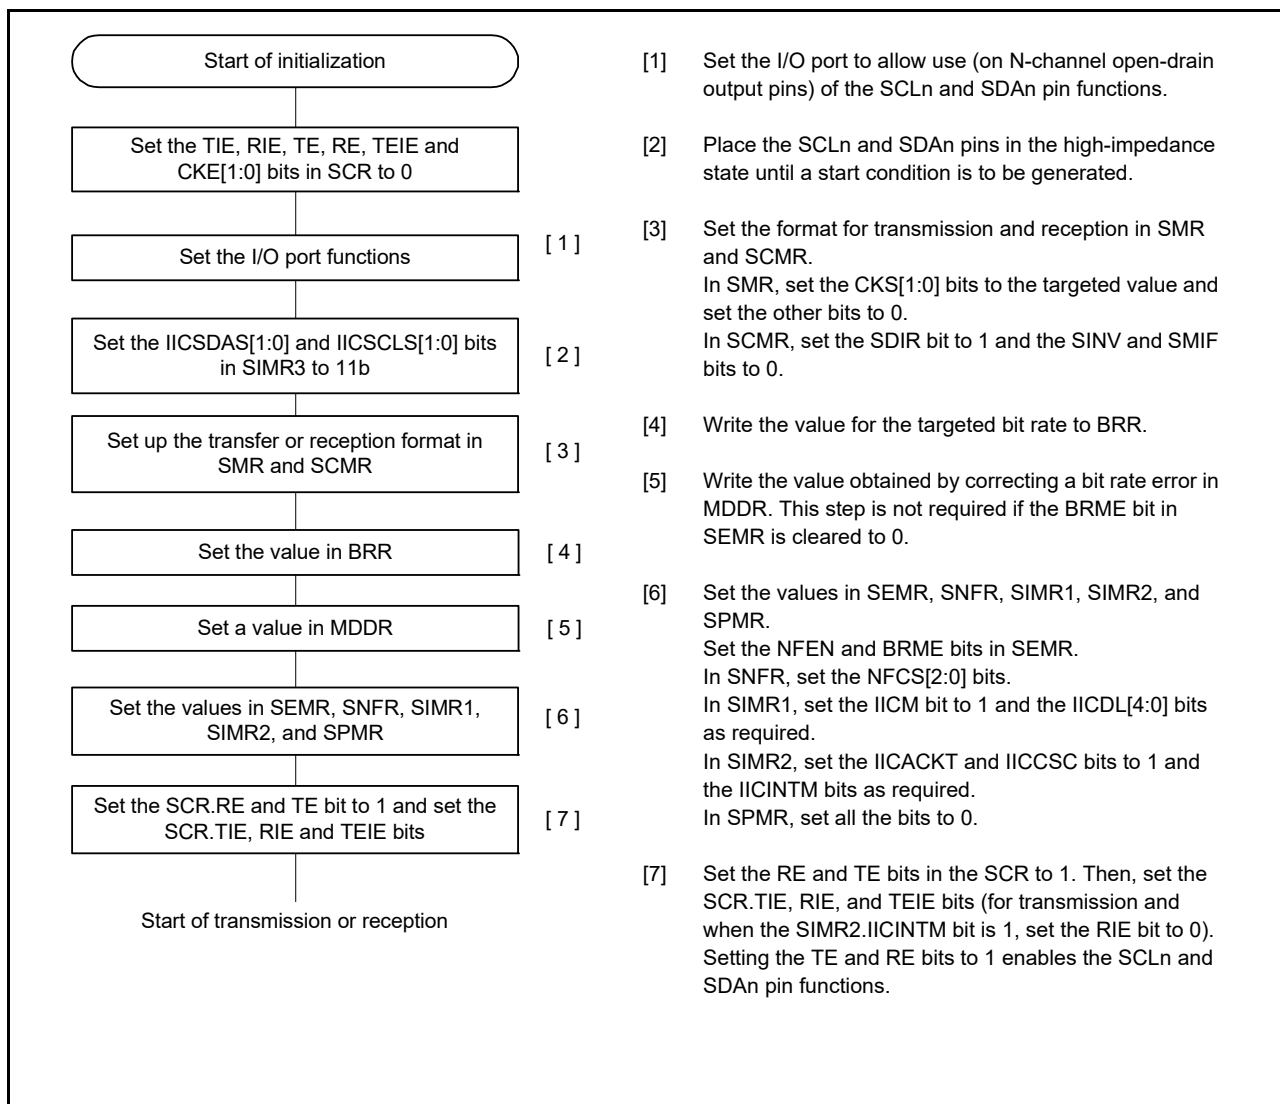 Start of initialization
Set the TIE, RIE, TE, RE, TEIE and
CKE[1:0] bits in SCR to 0
Set the I/O port functions
[ 1 ]
Set the IICSDAS[1:0] and IICSCLS[1:0] bits
in SIMR3 to 11b
[ 2 ]
Set up the transfer or reception format in
SMR and SCMR
[ 3 ]
Set the value in BRR
[ 4 ]
Set a value in MDDR
[ 5 ]
Set the values in SEMR, SNFR, SIMR1,
SIMR2, and SPMR
[ 6 ]
Set the SCR.RE and TE bit to 1 and set the
SCR.TIE, RIE and TEIE bits
[ 7 ]
Start of transmission or reception
[1] Set the I/O port to allow use (on N-channel open-drain
output pins) of the SCLn and SDAn pin functions.
[2] Place the SCLn and SDAn pins in the high-impedance
state until a start condition is to be generated.
[3] Set the format for transmission and reception in SMR
and SCMR.
In SMR, set the CKS[1:0] bits to the targeted value and
set the other bits to 0.
In SCMR, set the SDIR bit to 1 and the SINV and SMIF
bits to 0.
[4] Write the value for the targeted bit rate to BRR.
[5] Write the value obtained by correcting a bit rate error in
MDDR. This step is not required if the BRME bit in
SEMR is cleared to 0.
[6] Set the values in SEMR, SNFR, SIMR1, SIMR2, and
SPMR.
Set the NFEN and BRME bits in SEMR.
In SNFR, set the NFCS[2:0] bits.
In SIMR1, set the IICM bit to 1 and the IICDL[4:0] bits
as required.
In SIMR2, set the IICACKT and IICCSC bits to 1 and
the IICINTM bits as required.
In SPMR, set all the bits to 0.
[7] Set the RE and TE bits in the SCR to 1. Then, set the
SCR.TIE, RIE, and TEIE bits (for transmission and
when the SIMR2.IICINTM bit is 1, set the RIE bit to 0).
Setting the TE and RE bits to 1 enables the SCLn and
SDAn pin functions.